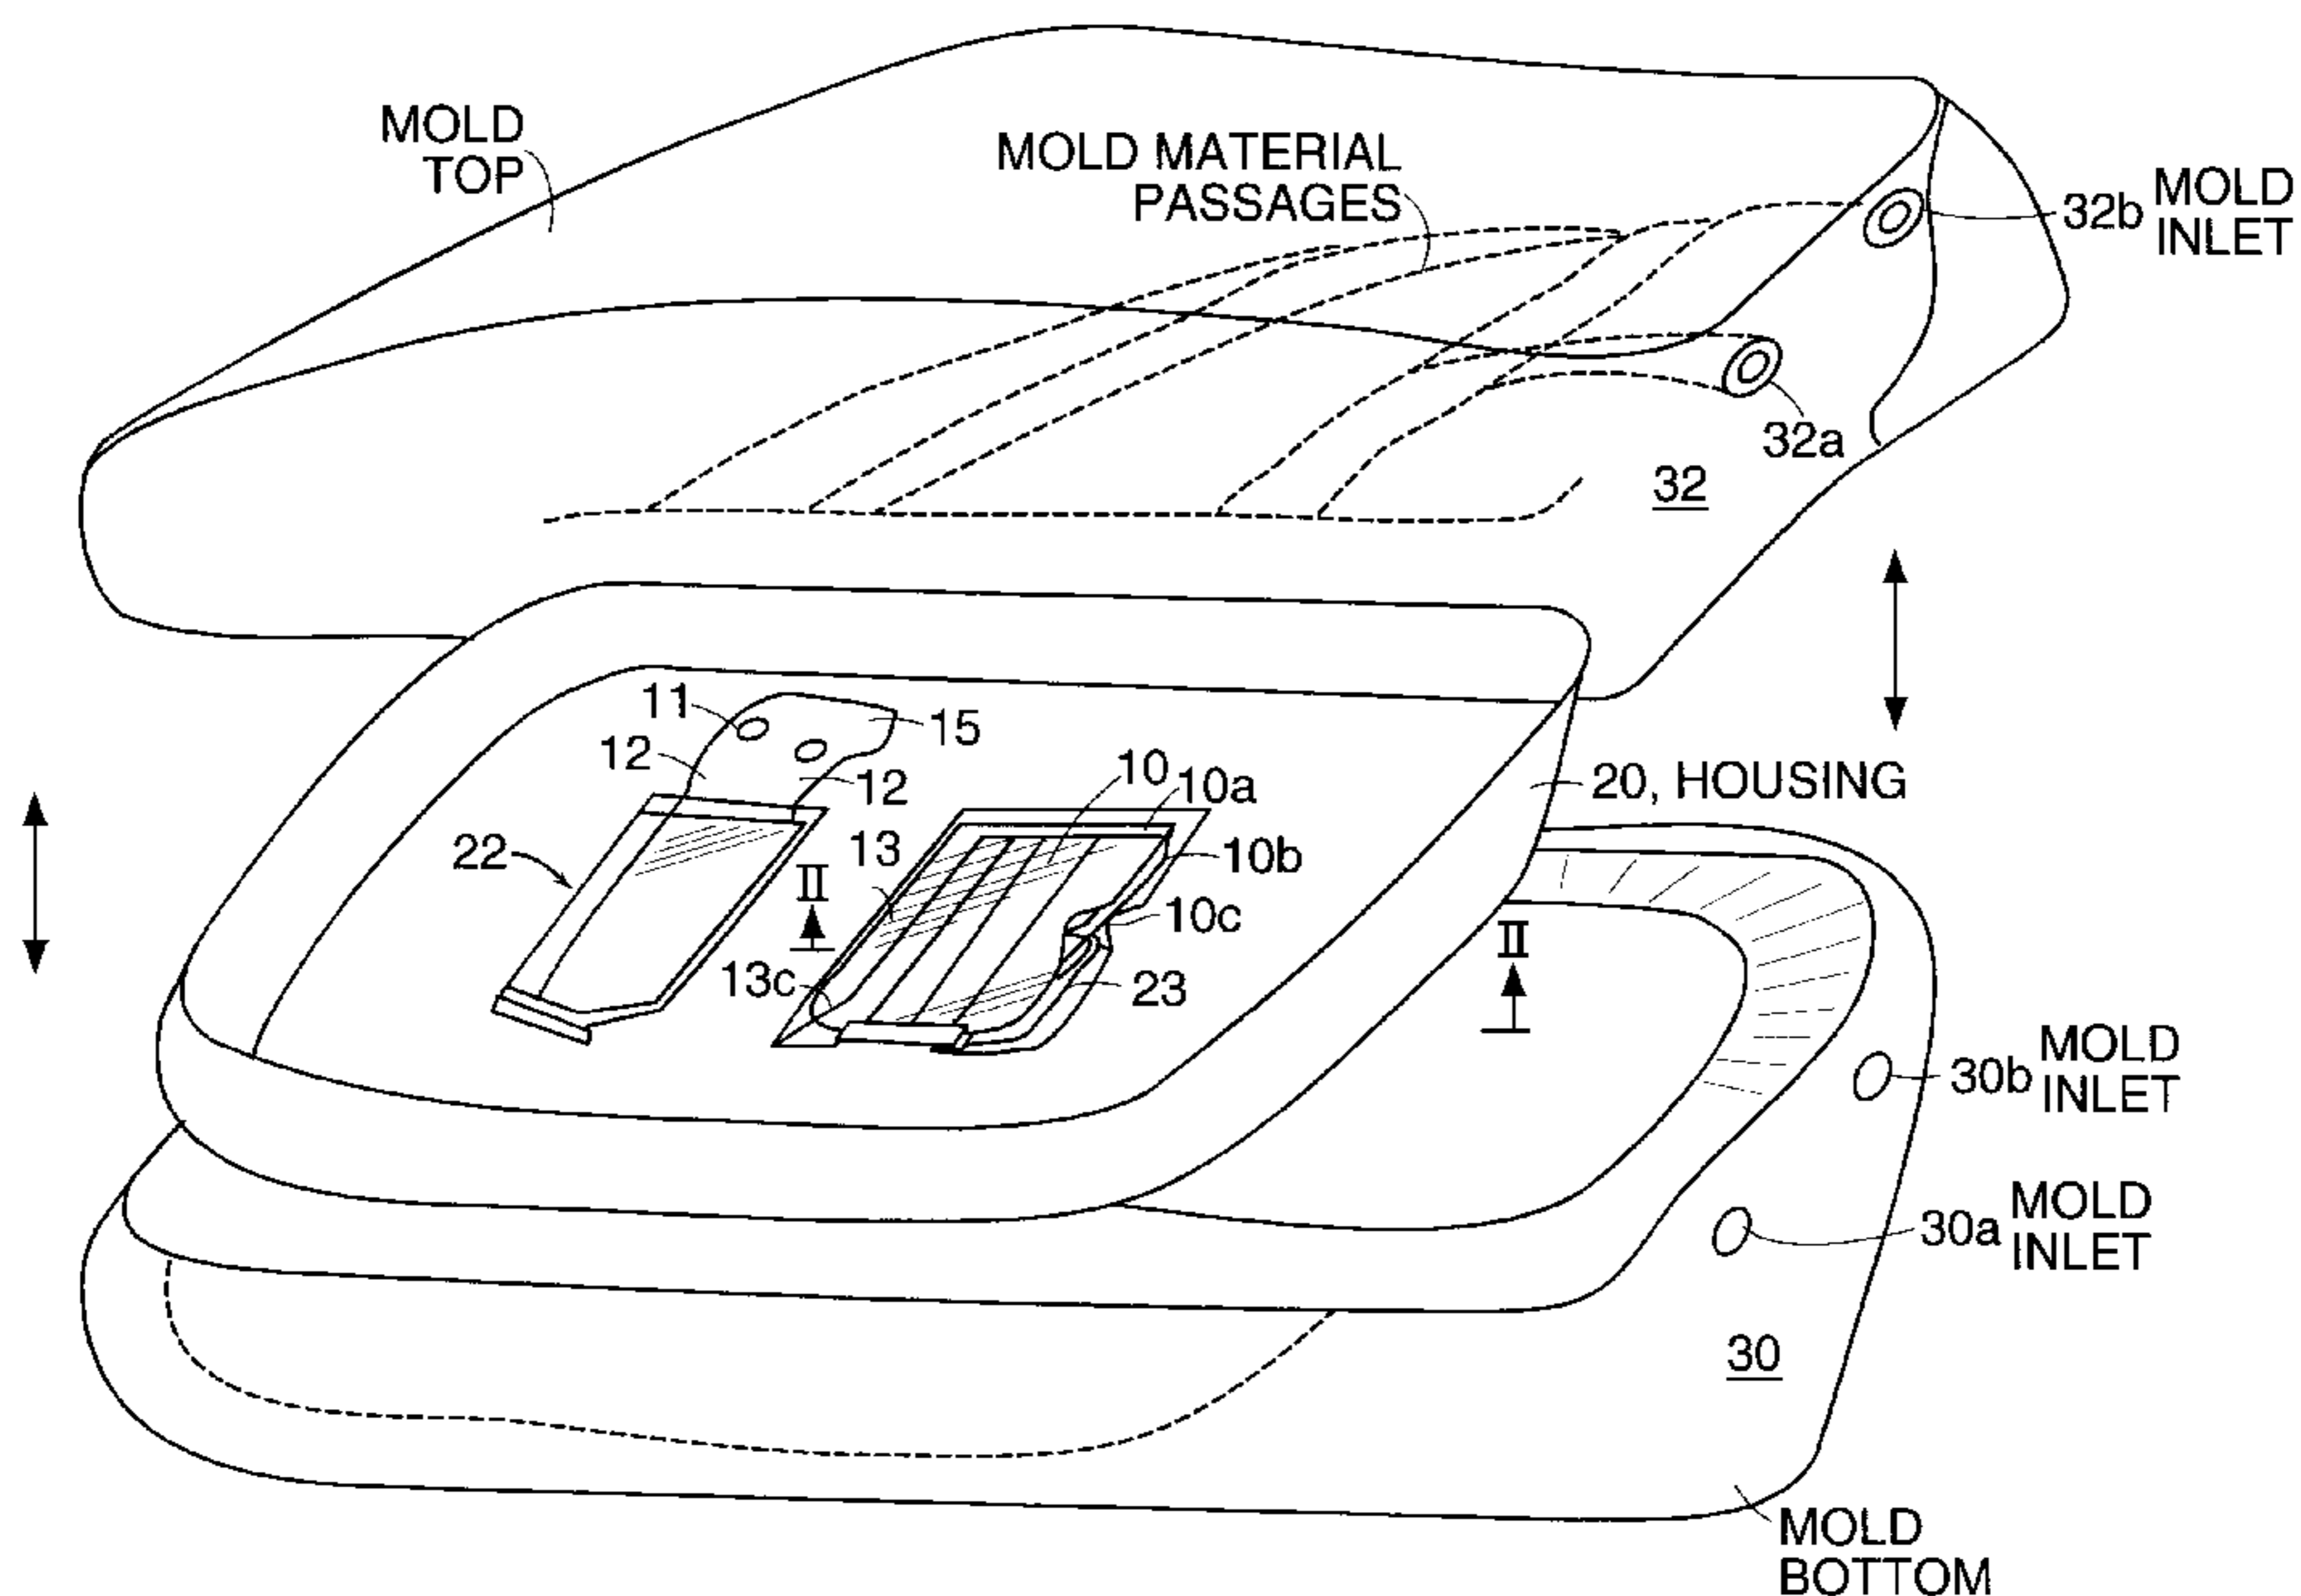 MOLD
TOP
MOLD MATERIAL
PASSAGES
32b MOLD
INLET
32a
32
11
15
12
12
10
10a
20, HOUSING
22
13
10b
II
10c
II
13c
23
30b MOLD
INLET
30a MOLD
INLET
30
MOLD
BOTTOM